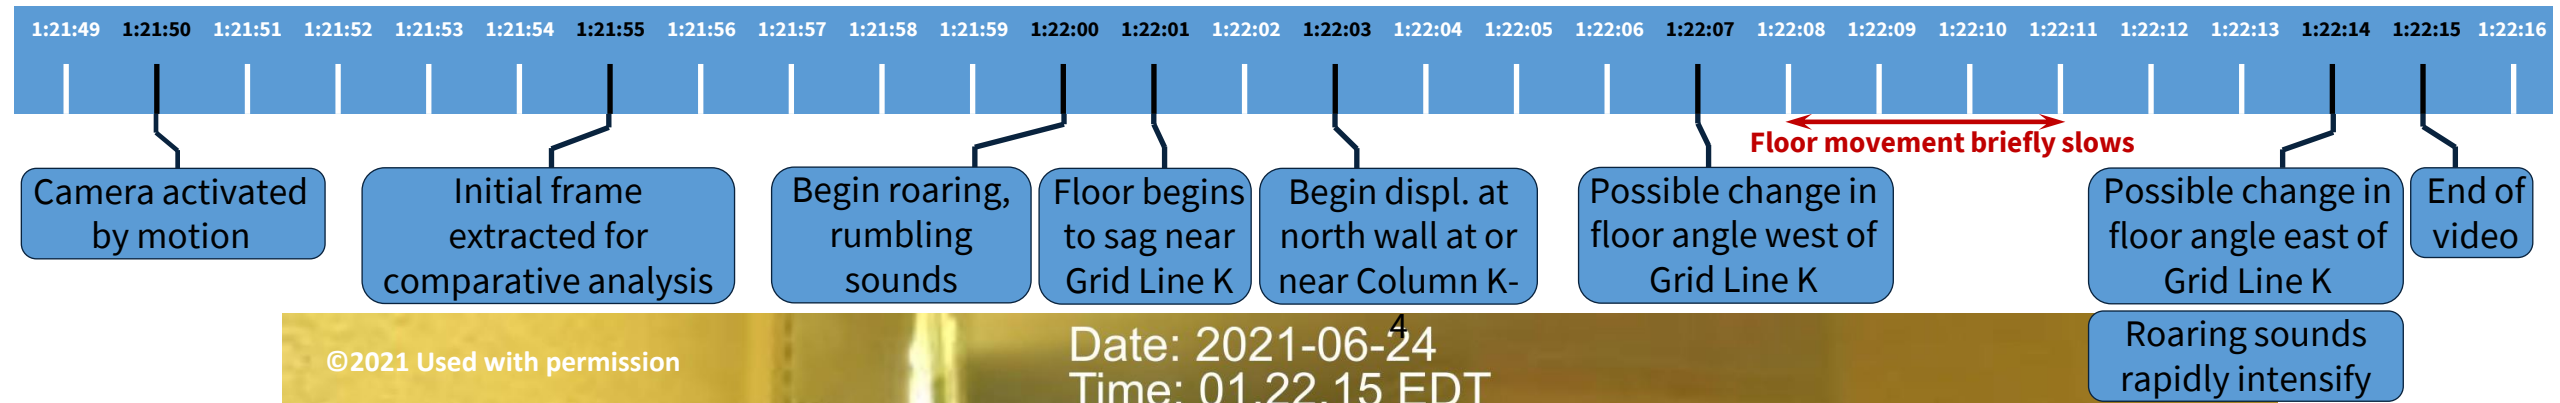 1:21:49 1:21:50 1:21:51 1:21:52 1:21:53 1:21:54 1:21:55 1:21:56 1:21:57 1:21:58 1:21:59 1:22:00 1:22:01 1:22:02 1:22:03 1:22:04 1:22:05 1:22:06 1:22:07 1:22:08 1:22:09 1:22:10 1:22:11 1:22:12 1:22:13 1:22:14 1:22:15 1:22:16
Floor movement briefly slows
Camera activated
by motion
Initial frame
extracted for
comparative analysis
Begin roaring,
rumbling
sounds
Floor begins
to sag near
Grid Line K
Begin displ. at
north wall at or
near Column K-
4
Possible change in
floor angle west of
Grid Line K
Possible change in
floor angle east of
Grid Line K
End of
video
Roaring sounds
rapidly intensify
©2021 Used with permission
Date: 2021-06-24
Time: 01.22.15 EDT